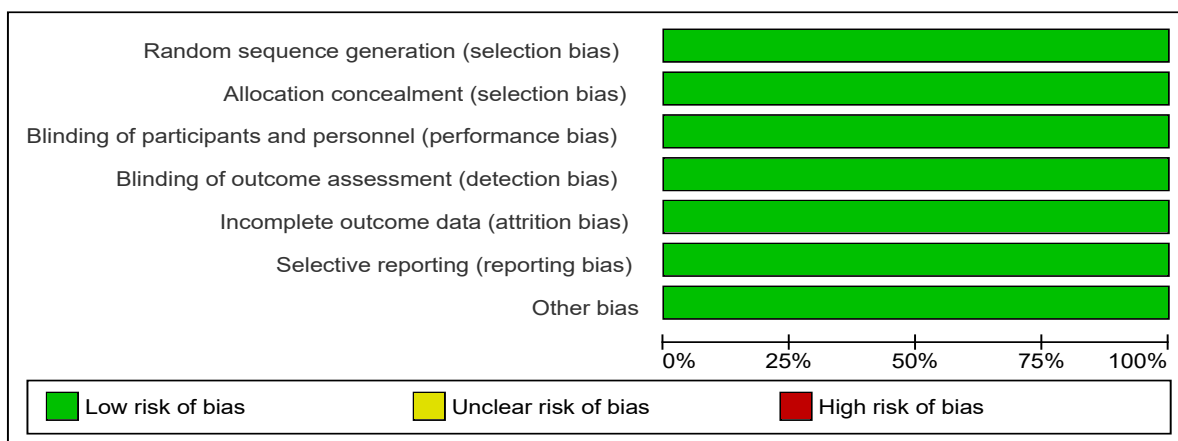 Random sequence generation (selection bias)
Allocation concealment (selection bias)
Blinding of participants and personnel (performance bias)
Blinding of outcome assessment (detection bias)
Incomplete outcome data (attrition bias)
Selective reporting (reporting bias)
Other bias
0% 25% 50% 75% 100%
Low risk of bias Unclear risk of bias High risk of bias